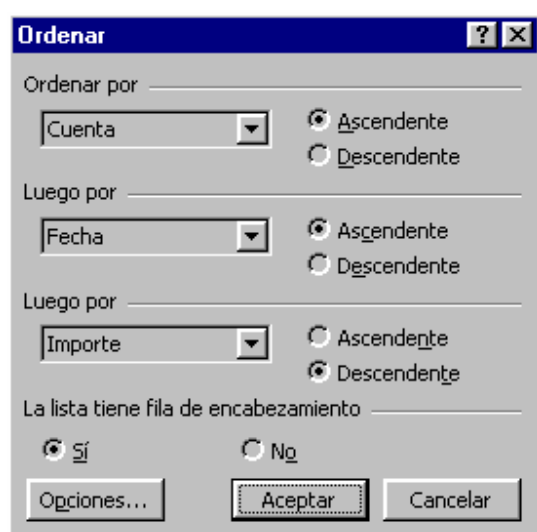 Ordenar
Ordenar por
Cuenta
Ascendente
Descendente
Luego por
Fecha
Ascendente
Descendente
Luego por
Importe
Ascendente
Descendente
La lista tiene fila de encabezamiento
Sí No
Opciones... Aceptar Cancelar